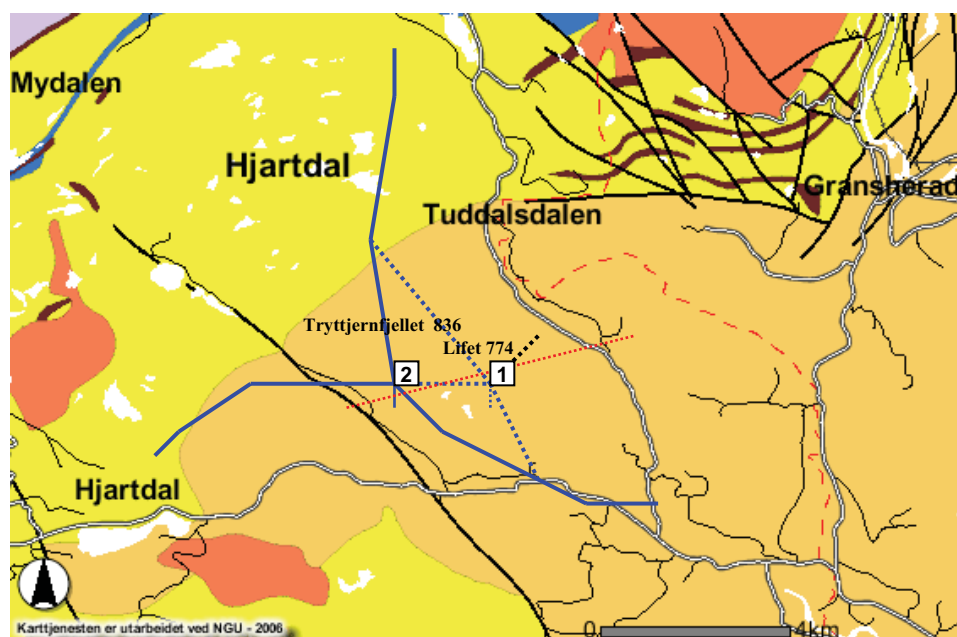 Mydalen
Hjartdal
Gransherad
Tuddalsdalen
Tryttjernfjellet 836
Lifet 774
2
1
Hjartdal
Karttjenesten er utarbeidet ved NGU - 2006
0
4km